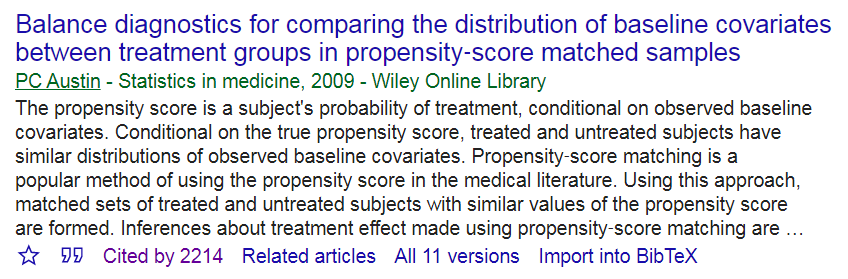 Balance diagnostics for comparing the distribution of baseline covariates
between treatment groups in propensity-score matched samples
PC Austin - Statistics in medicine, 2009 - Wiley Online Library
The propensity score is a subject's probability of treatment, conditional on observed baseline
covariates. Conditional on the true propensity score, treated and untreated subjects have
similar distributions of observed baseline covariates. Propensity-score matching is a
popular method of using the propensity score in the medical literature. Using this approach,
matched sets of treated and untreated subjects with similar values of the propensity score
are formed. Inferences about treatment effect made using propensity-score matching are …
Cited by 2214 Related articles All 11 versions Import into BibTeX